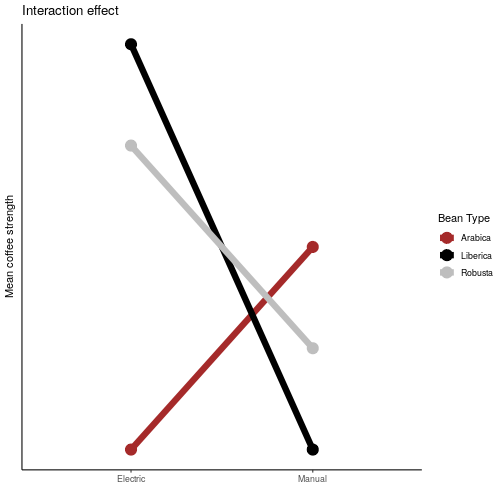 Interaction effect
Mean coffee strength
Bean Type
Arabica
Liberica
Robusta
Electric
Manual